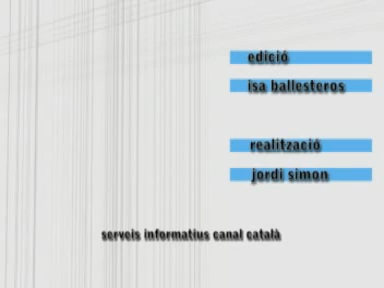 edició
isa ballesteros
realització
jordi simon
serveis informatius canal català